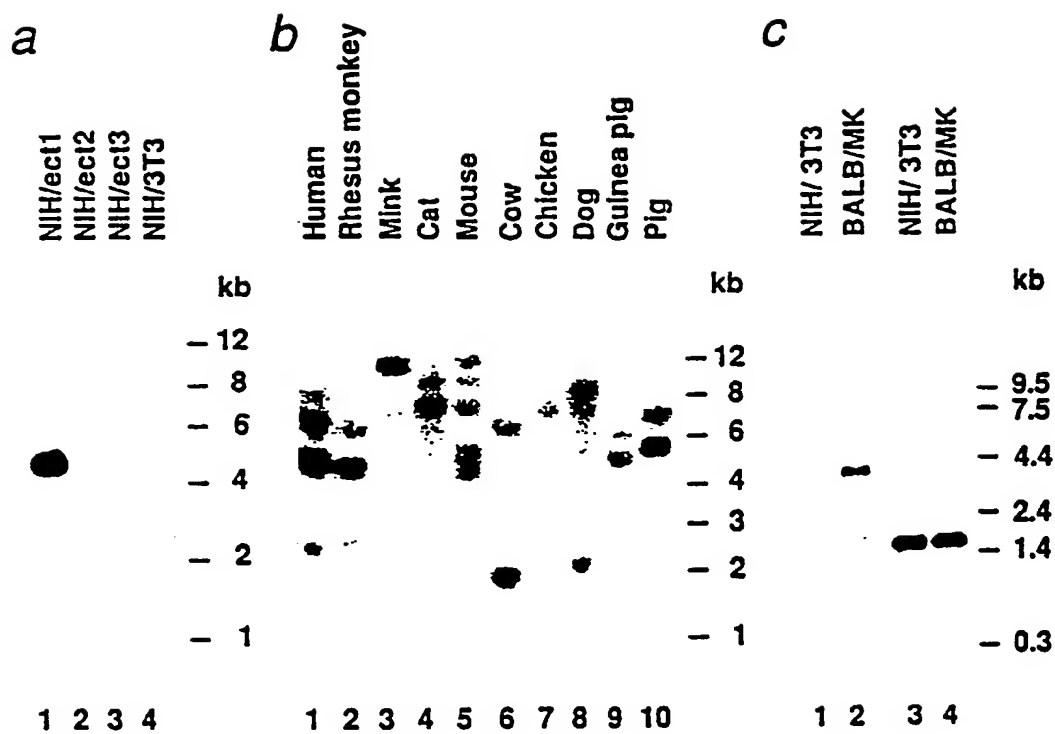 a
b
c
NIH/ect1
NIH/ect2
NIH/ect3
NIH/3T3
Human
Rhesus monkey
Mink
Cat
Mouse
Cow
Chicken
Dog
Guinea pig
Pig
NIH/ 3T3
BALB/MK
NIH/ 3T3
BALB/MK
kb
12
8
6
4
2
1
kb
12
8
6
4
3
2
1
kb
9.5
7.5
4.4
2.4
1.4
0.3
1 2 3 4
1 2 3 4 5 6 7 8 9 10
1 2 3 4